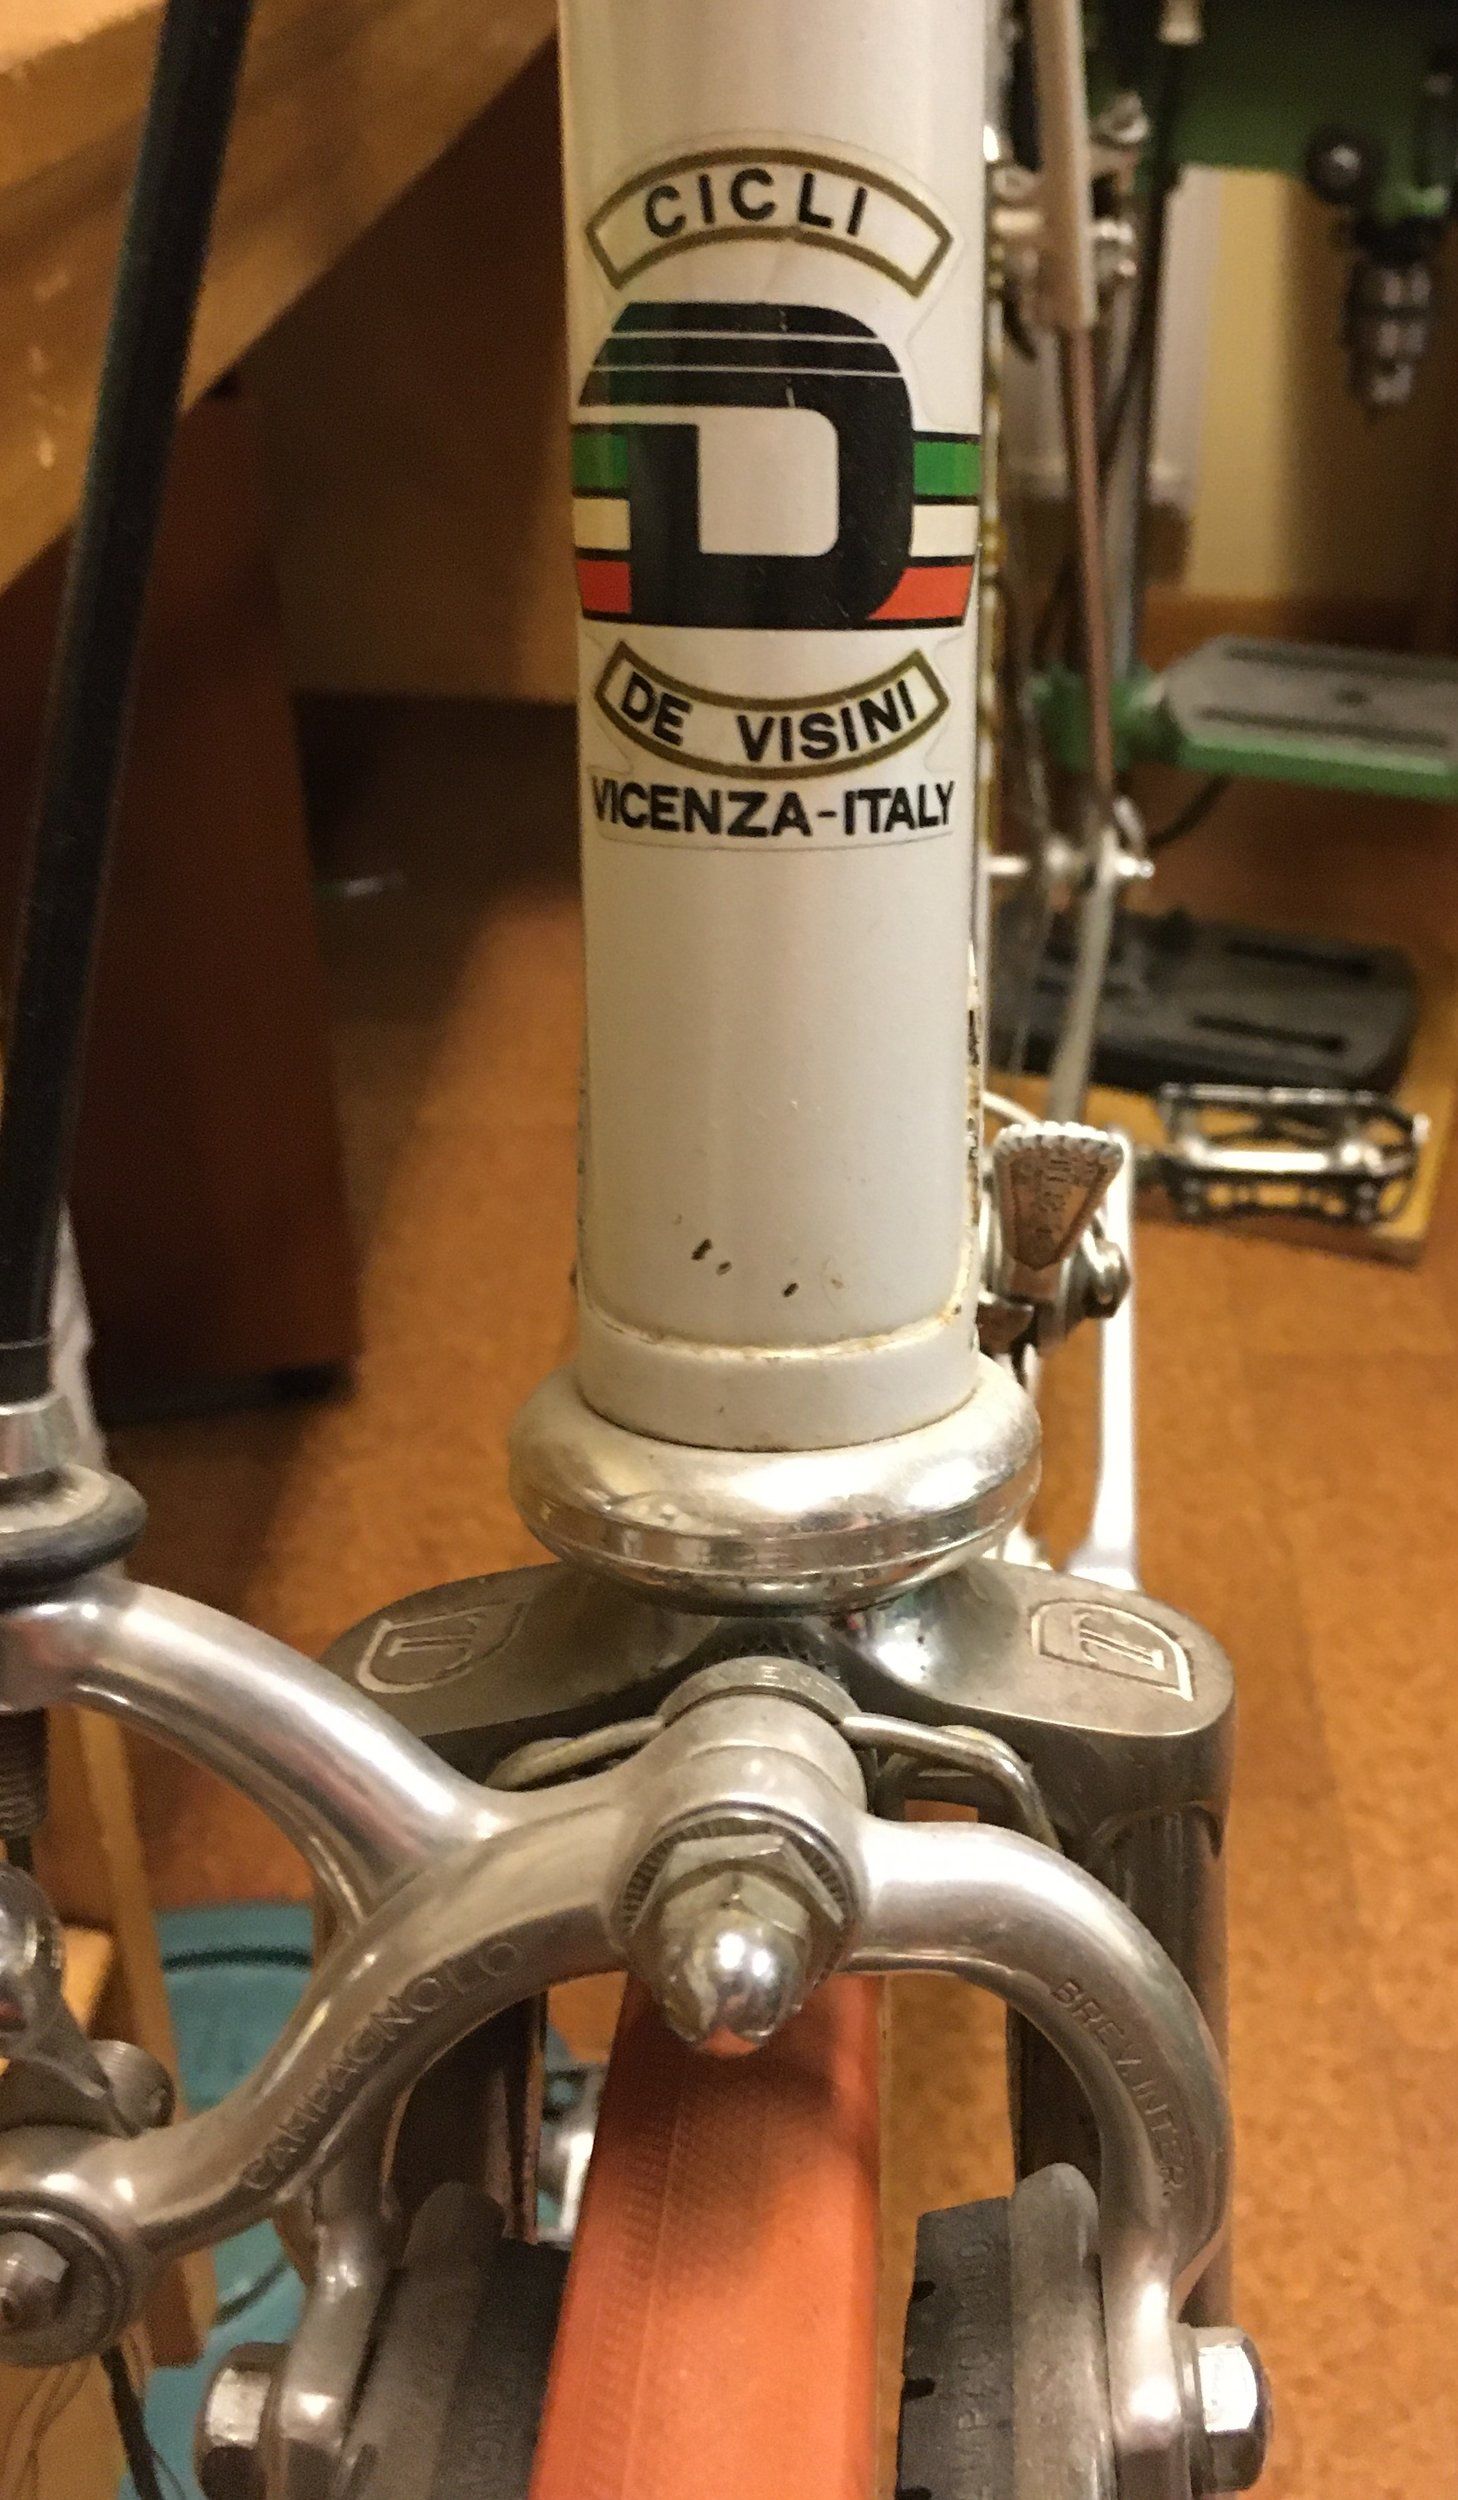 CICLI
D
DE VISINI
VICENZA-ITALY
CAMPAGNOLO
BREV. INTER.